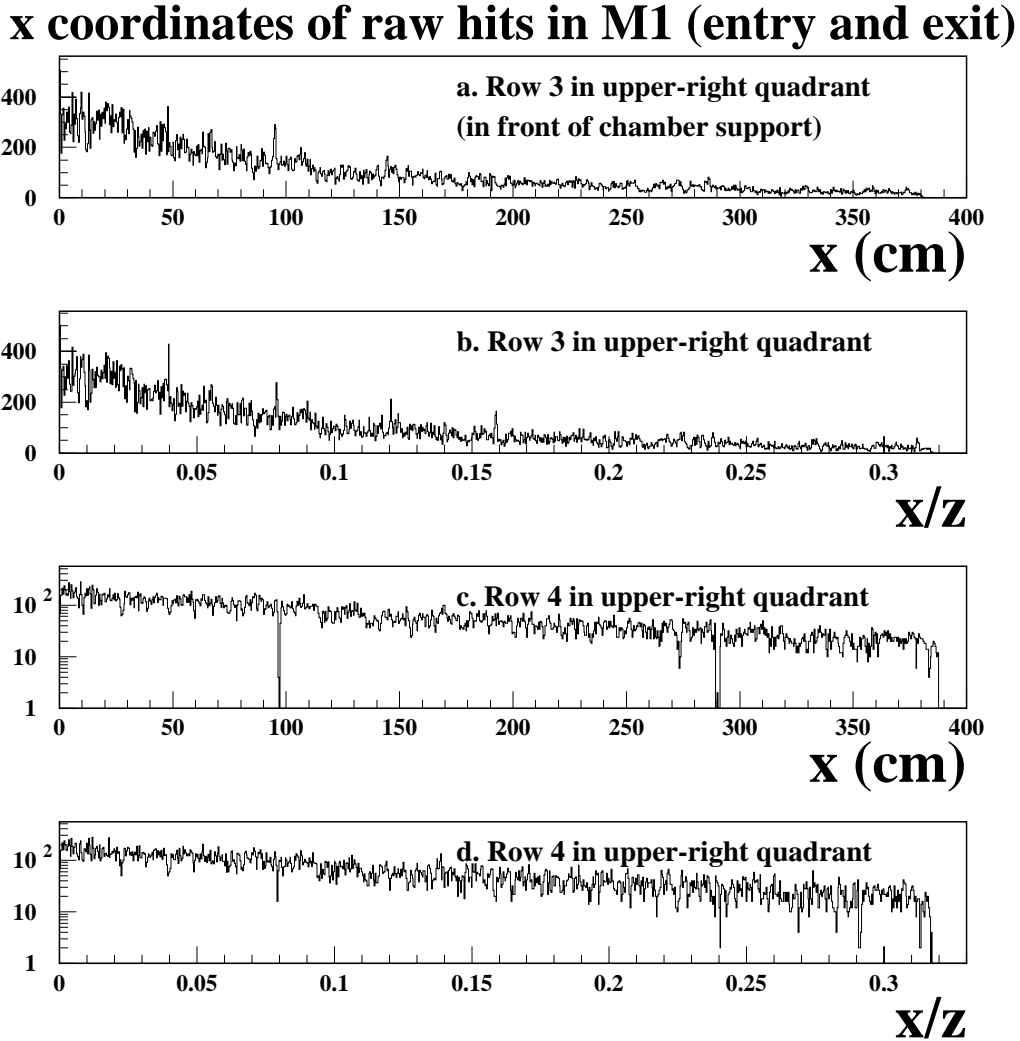 x coordinates of raw hits in M1 (entry and exit)
a. Row 3 in upper-right quadrant
(in front of chamber support)
400
200
0
0 50 100 150 200 250 300 350 400
x (cm)
b. Row 3 in upper-right quadrant
400
200
0
0 0.05 0.1 0.15 0.2 0.25 0.3
x/z
c. Row 4 in upper-right quadrant
10 2
10
1
0 50 100 150 200 250 300 350 400
x (cm)
d. Row 4 in upper-right quadrant
10 2
10
1
0 0.05 0.1 0.15 0.2 0.25 0.3
x/z